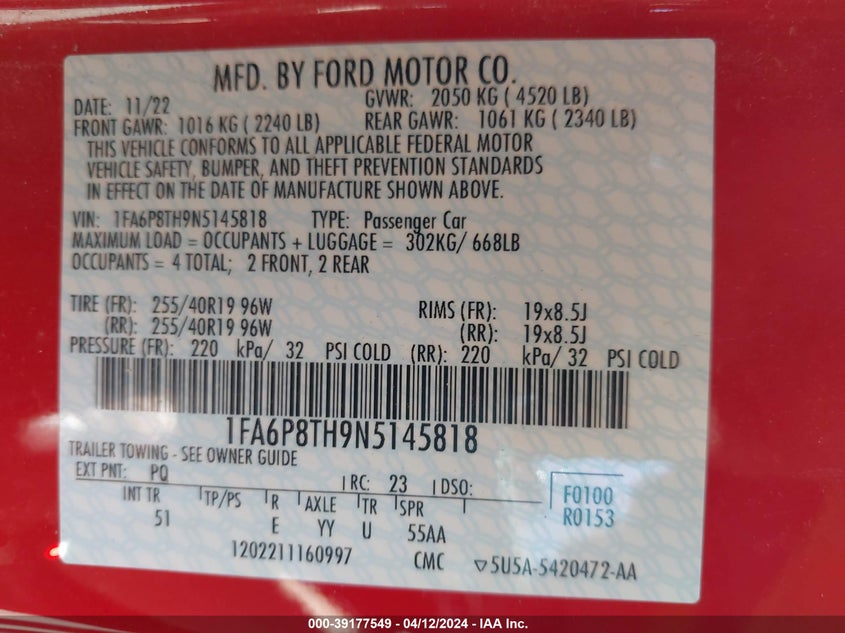 MFD. BY FORD MOTOR CO.
DATE: 11/22 GVWR: 2050 KG ( 4520 LB)
FRONT GAWR: 1016 KG ( 2240 LB) REAR GAWR: 1061 KG ( 2340 LB)
THIS VEHICLE CONFORMS TO ALL APPLICABLE FEDERAL MOTOR
VEHICLE SAFETY, BUMPER, AND THEFT PREVENTION STANDARDS
IN EFFECT ON THE DATE OF MANUFACTURE SHOWN ABOVE.
VIN: 1FA6P8TH9N5145818 TYPE: Passenger Car
MAXIMUM LOAD = OCCUPANTS + LUGGAGE = 302KG/ 668LB
OCCUPANTS = 4 TOTAL; 2 FRONT, 2 REAR
TIRE (FR): 255/40R19 96W RIMS (FR): 19x8.5J
(RR): 255/40R19 96W (RR): 19x8.5J
PRESSURE (FR): 220 kPa/ 32 PSI COLD (RR): 220 kPa/ 32 PSI COLD
1FA6P8TH9N5145818
TRAILER TOWING - SEE OWNER GUIDE
EXT PNT: PQ RC: 23 DSO:
INT TR TP/PS R AXLE TR SPR
51 E YY U 55AA
F0100
R0153
1202211160997 CMC ▽5U5A-5420472-AA
000-39177549 - 04/12/2024 - IAA Inc.